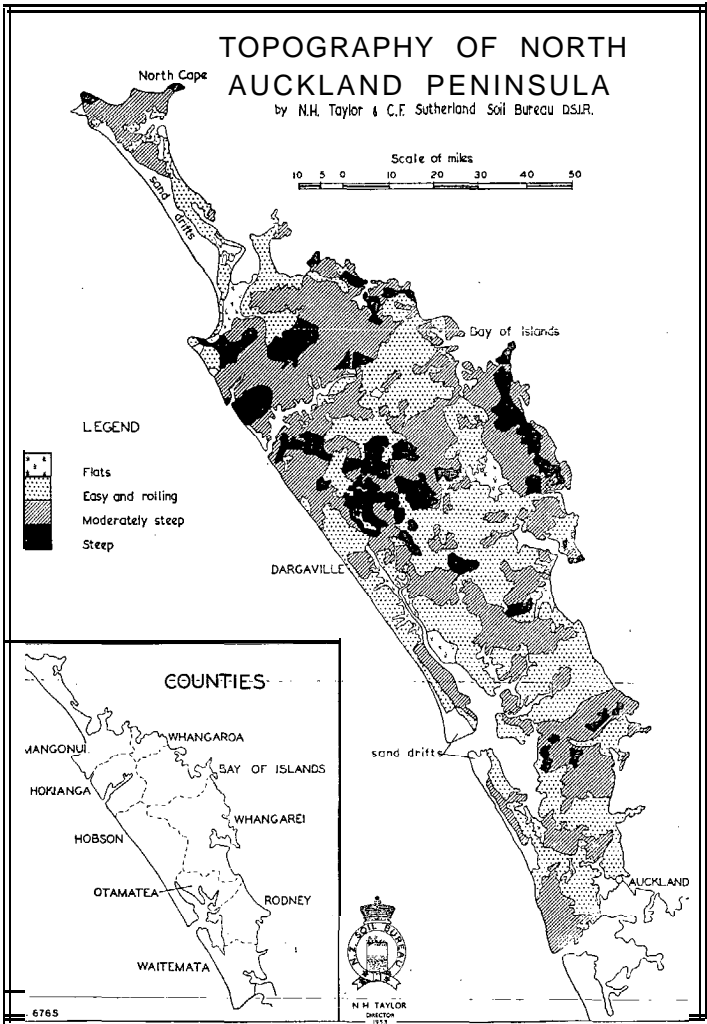 TOPOGRAPHY OF NORTH
AUCKLAND PENINSULA
by N.H. Taylor & C.F. Sutherland Soil Bureau D.S.I.R.
North Cape
Scale of miles
10 5 0 10 20 30 40 50
sand drifts
Bay of Islands
LEGEND
Flats
Easy and rolling
Moderately steep
Steep
DARGAVILLE
sand drifts
AUCKLAND
COUNTIES
MANGONUI
WHANGAROA
BAY OF ISLANDS
HOKIANGA
WHANGAREI
HOBSON
OTAMATEA
RODNEY
WAITEMATA
N.Z. SOIL BUREAU
N H TAYLOR
DIRECTOR
1953
676S